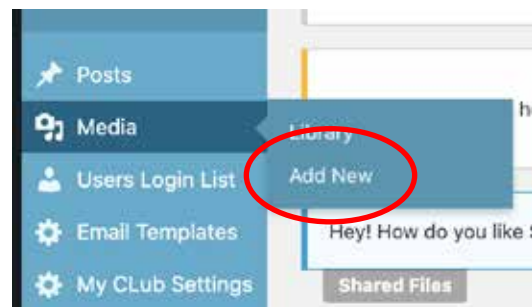 Posts
Media
Library
Add New
Users Login List
Email Templates
Hey! How do you like
My CLub Settings
Shared Files